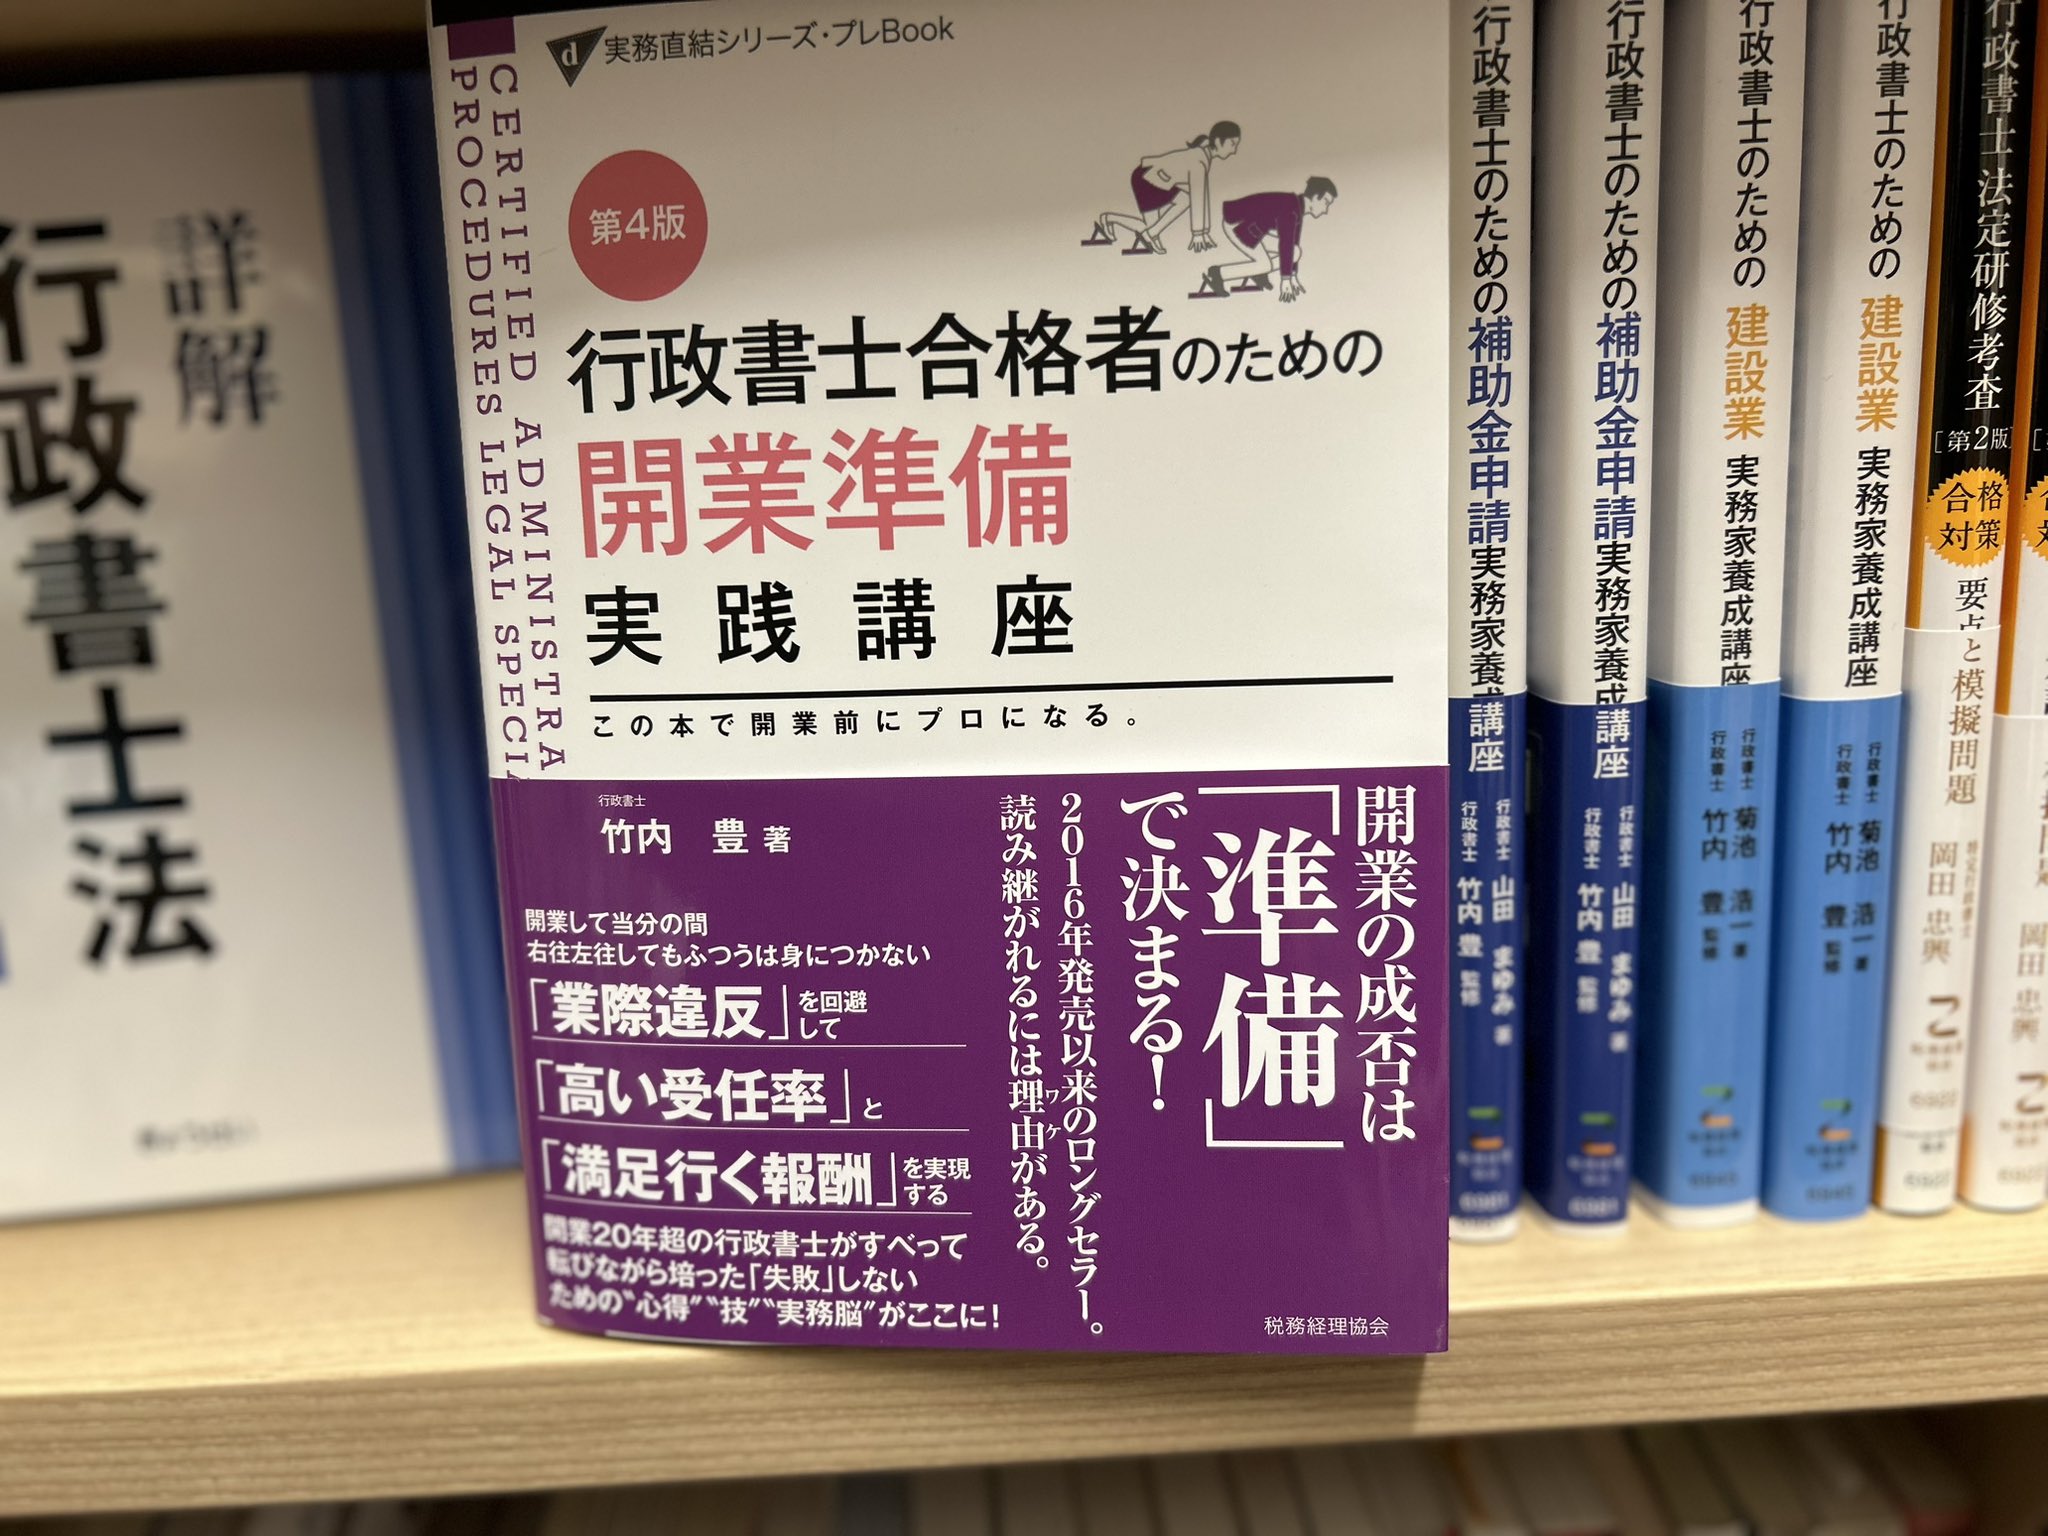 詳解
行政書士法
d 実務直結シリーズ・プレBook
CERTIFIED ADMINISTRA
PROCEDURES LEGAL SPECIA
第4版
行政書士合格者のための
開業準備
実践講座
この本で開業前にプロになる。
行政書士
竹内 豊 著
開業の成否は
「準備」
で決まる!
2016年発売以来のロングセラー。
読み継がれるには理由がある。
ワケ
開業して当分の間
右往左往してもふつうは身につかない
「業際違反」を回避して
「高い受任率」と
「満足行く報酬」を実現する
開業20年超の行政書士がすべって
転びながら培った「失敗」しない
ための“心得”“技”“実務脳”がここに!
税務経理協会
行政書士のための補助金申請実務家養成講座
行政書士 山田 まゆみ 著
行政書士 竹内 豊 監修
行政書士のための補助金申請実務家養成講座
行政書士 山田 まゆみ 著
行政書士 竹内 豊 監修
行政書士のための建設業実務家養成講座
行政書士 菊池 浩一 著
行政書士 竹内 豊 監修
行政書士のための建設業実務家養成講座
行政書士 菊池 浩一 著
行政書士 竹内 豊 監修
行政書士法定研修考査
[第2版]
合格
対策
要点と模擬問題
特定行政書士
岡田 忠興
岡田 忠興